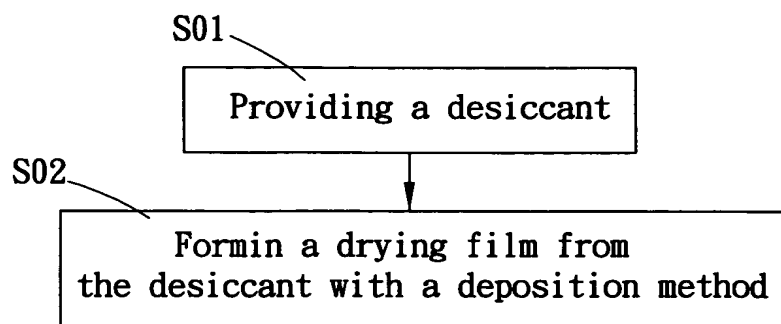 S01
Providing a desiccant
S02
Formin a drying film from
the desiccant with a deposition method